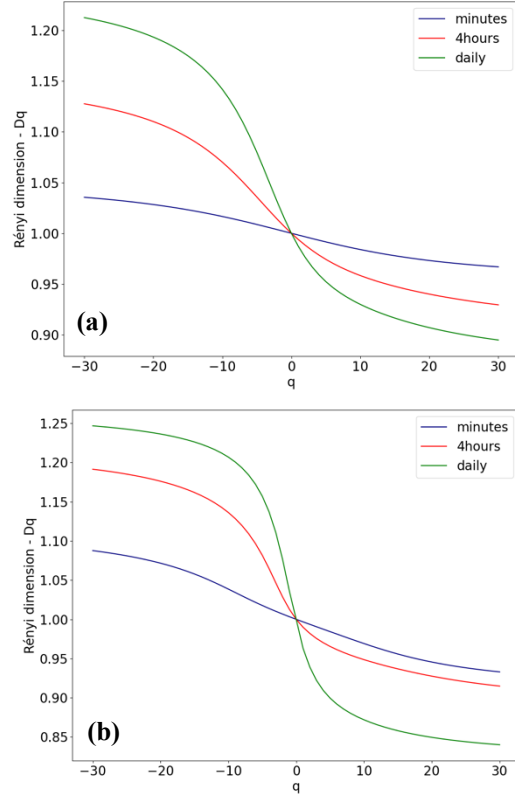 1.20
1.15
1.10
1.05
1.00
0.95
0.90
Rényi dimension - Dq
minutes
4hours
daily
(a)
−30 −20 −10 0 10 20 30
q
1.25
1.20
1.15
1.10
1.05
1.00
0.95
0.90
0.85
Rényi dimension - Dq
minutes
4hours
daily
(b)
−30 −20 −10 0 10 20 30
q